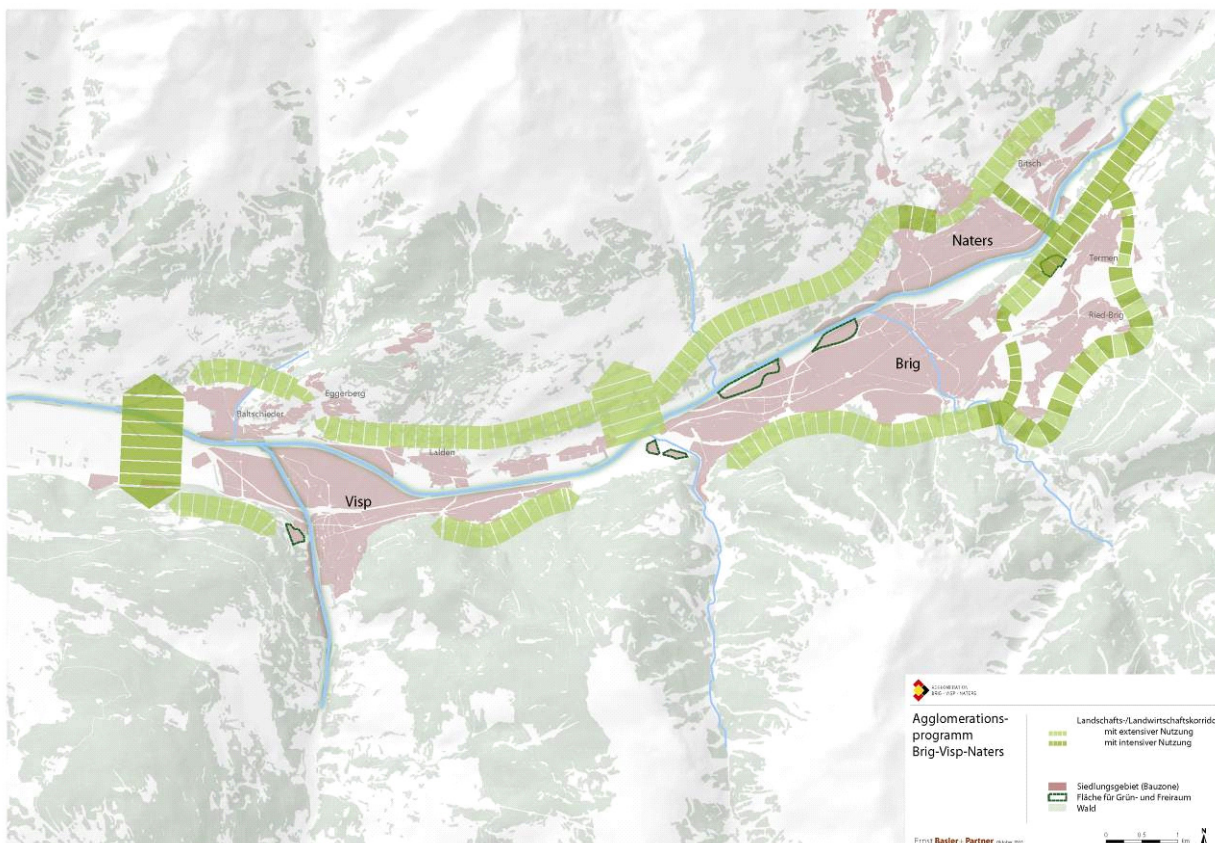 Bitsch
Naters
Termen
Ried-Brig
Brig
Eggerberg
Baltschieder
Lalden
Visp
AGGLOMERATION
BRIG - VISP - NATERS
Agglomerations-
programm
Brig-Visp-Naters
Landschafts-/Landwirtschaftskorrido
mit extensiver Nutzung
mit intensiver Nutzung
Siedlungsgebiet (Bauzone)
Fläche für Grün- und Freiraum
Wald
Ernst Basler + Partner
0 0.5 1
km
N